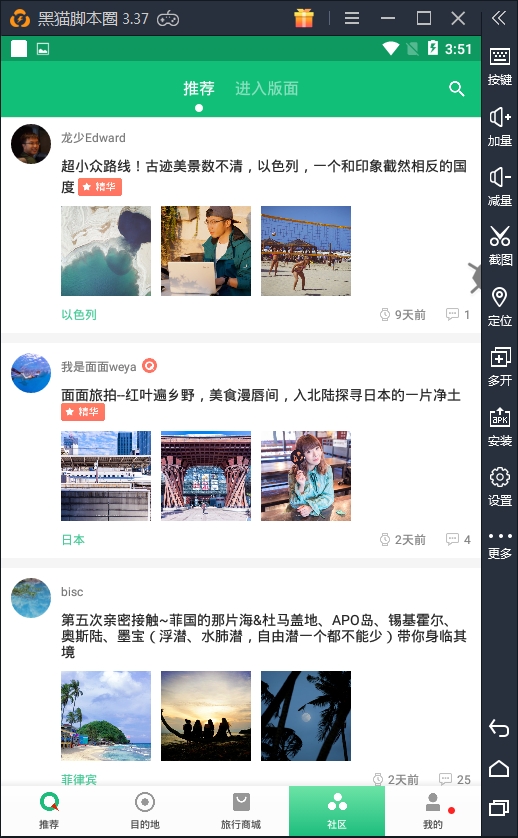 黑猫脚本圈 3.37
3:51
推荐 进入版面
龙少Edward
超小众路线！古迹美景数不清，以色列，一个和印象截然相反的国
度 精华
以色列 9天前 1
我是面面weya
面面旅拍--红叶遍乡野，美食漫唇间，入北陆探寻日本的一片净土
精华
日本 2天前 4
bisc
第五次亲密接触~菲国的那片海&杜马盖地、APO岛、锡基霍尔、
奥斯陆、墨宝（浮潜、水肺潜，自由潜一个都不能少）带你身临其
境
菲律宾 2天前 25
推荐 目的地 旅行商城 社区 我的
按键
加量
减量
截图
定位
多开
APK
安装
设置
更多